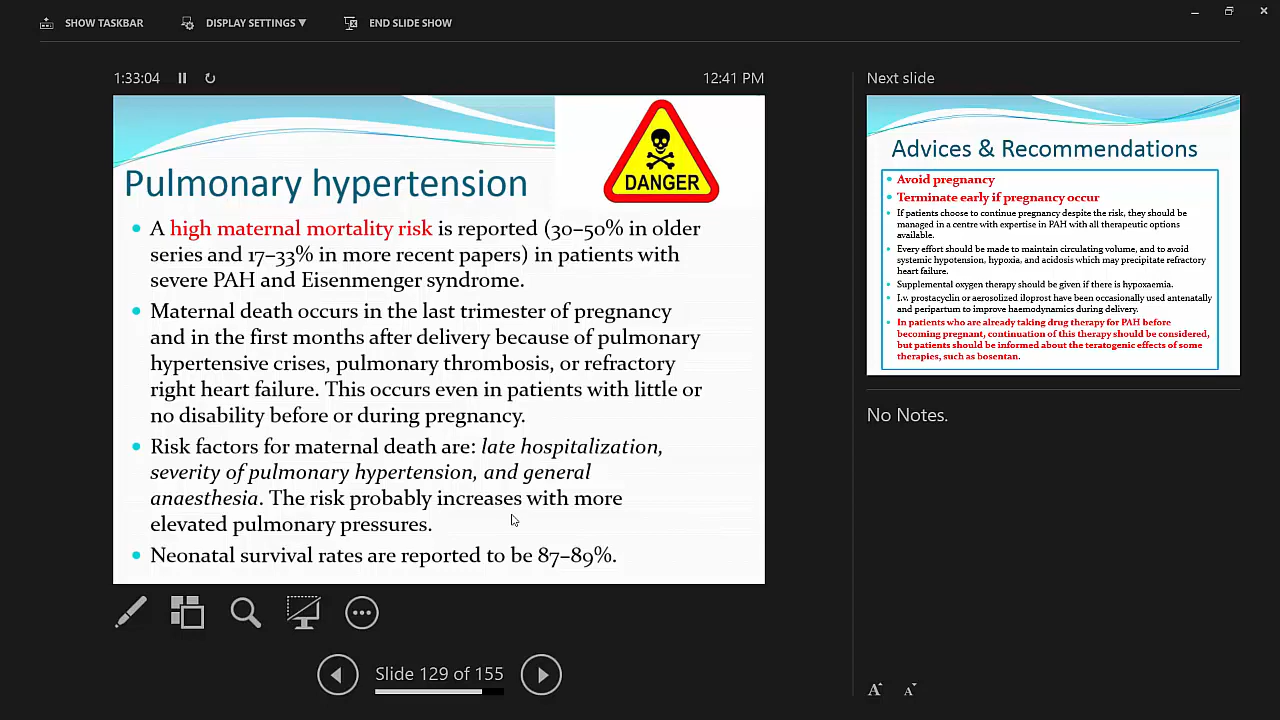 SHOW TASKBAR
DISPLAY SETTINGS ▼
END SLIDE SHOW
1:33:04
12:41 PM
DANGER
Pulmonary hypertension
• A high maternal mortality risk is reported (30–50% in older
series and 17–33% in more recent papers) in patients with
severe PAH and Eisenmenger syndrome.
• Maternal death occurs in the last trimester of pregnancy
and in the first months after delivery because of pulmonary
hypertensive crises, pulmonary thrombosis, or refractory
right heart failure. This occurs even in patients with little or
no disability before or during pregnancy.
• Risk factors for maternal death are: late hospitalization,
severity of pulmonary hypertension, and general
anaesthesia. The risk probably increases with more
elevated pulmonary pressures.
• Neonatal survival rates are reported to be 87–89%.
Slide 129 of 155
Next slide
Advices & Recommendations
• Avoid pregnancy
• Terminate early if pregnancy occur
• If patients choose to continue pregnancy despite the risk, they should be
managed in a centre with expertise in PAH with all therapeutic options
available.
• Every effort should be made to maintain circulating volume, and to avoid
systemic hypotension, hypoxia, and acidosis which may precipitate refractory
heart failure.
• Supplemental oxygen therapy should be given if there is hypoxaemia.
• I.v. prostacyclin or aerosolized iloprost have been occasionally used antenatally
and peripartum to improve haemodynamics during delivery.
• In patients who are already taking drug therapy for PAH before
becoming pregnant, continuation of this therapy should be considered,
but patients should be informed about the teratogenic effects of some
therapies, such as bosentan.
No Notes.
A A